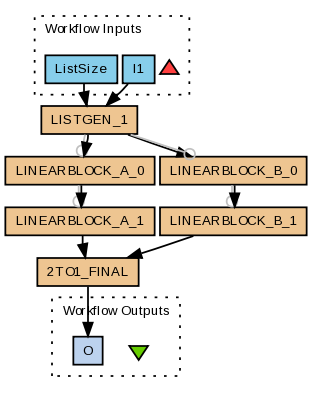 Workflow Inputs
ListSize
I1
LISTGEN_1
LINEARBLOCK_A_0
LINEARBLOCK_B_0
LINEARBLOCK_A_1
LINEARBLOCK_B_1
2TO1_FINAL
Workflow Outputs
O